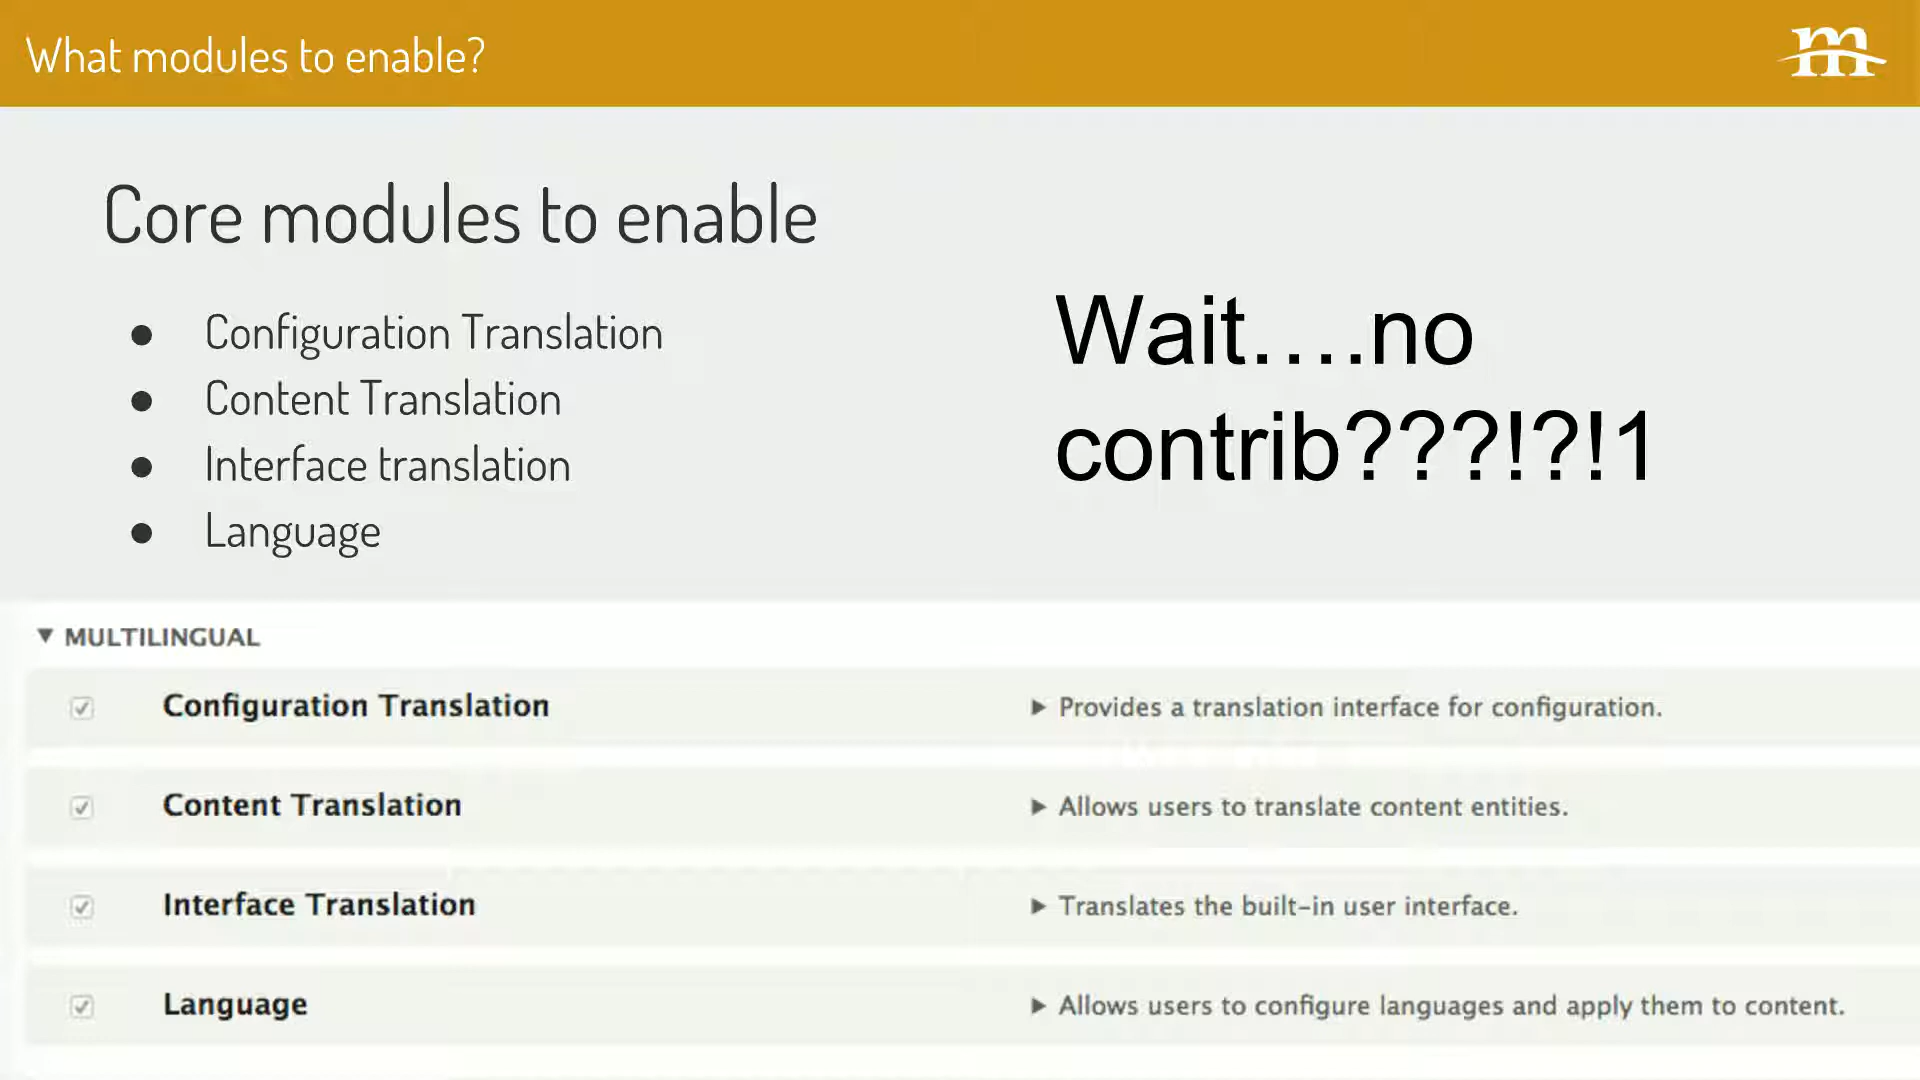 What modules to enable?
m
Core modules to enable
● Configuration Translation
● Content Translation
● Interface translation
● Language
Wait....no
contrib???!?!1
▼ MULTILINGUAL
Configuration Translation
▶ Provides a translation interface for configuration.
Content Translation
▶ Allows users to translate content entities.
Interface Translation
▶ Translates the built-in user interface.
Language
▶ Allows users to configure languages and apply them to content.